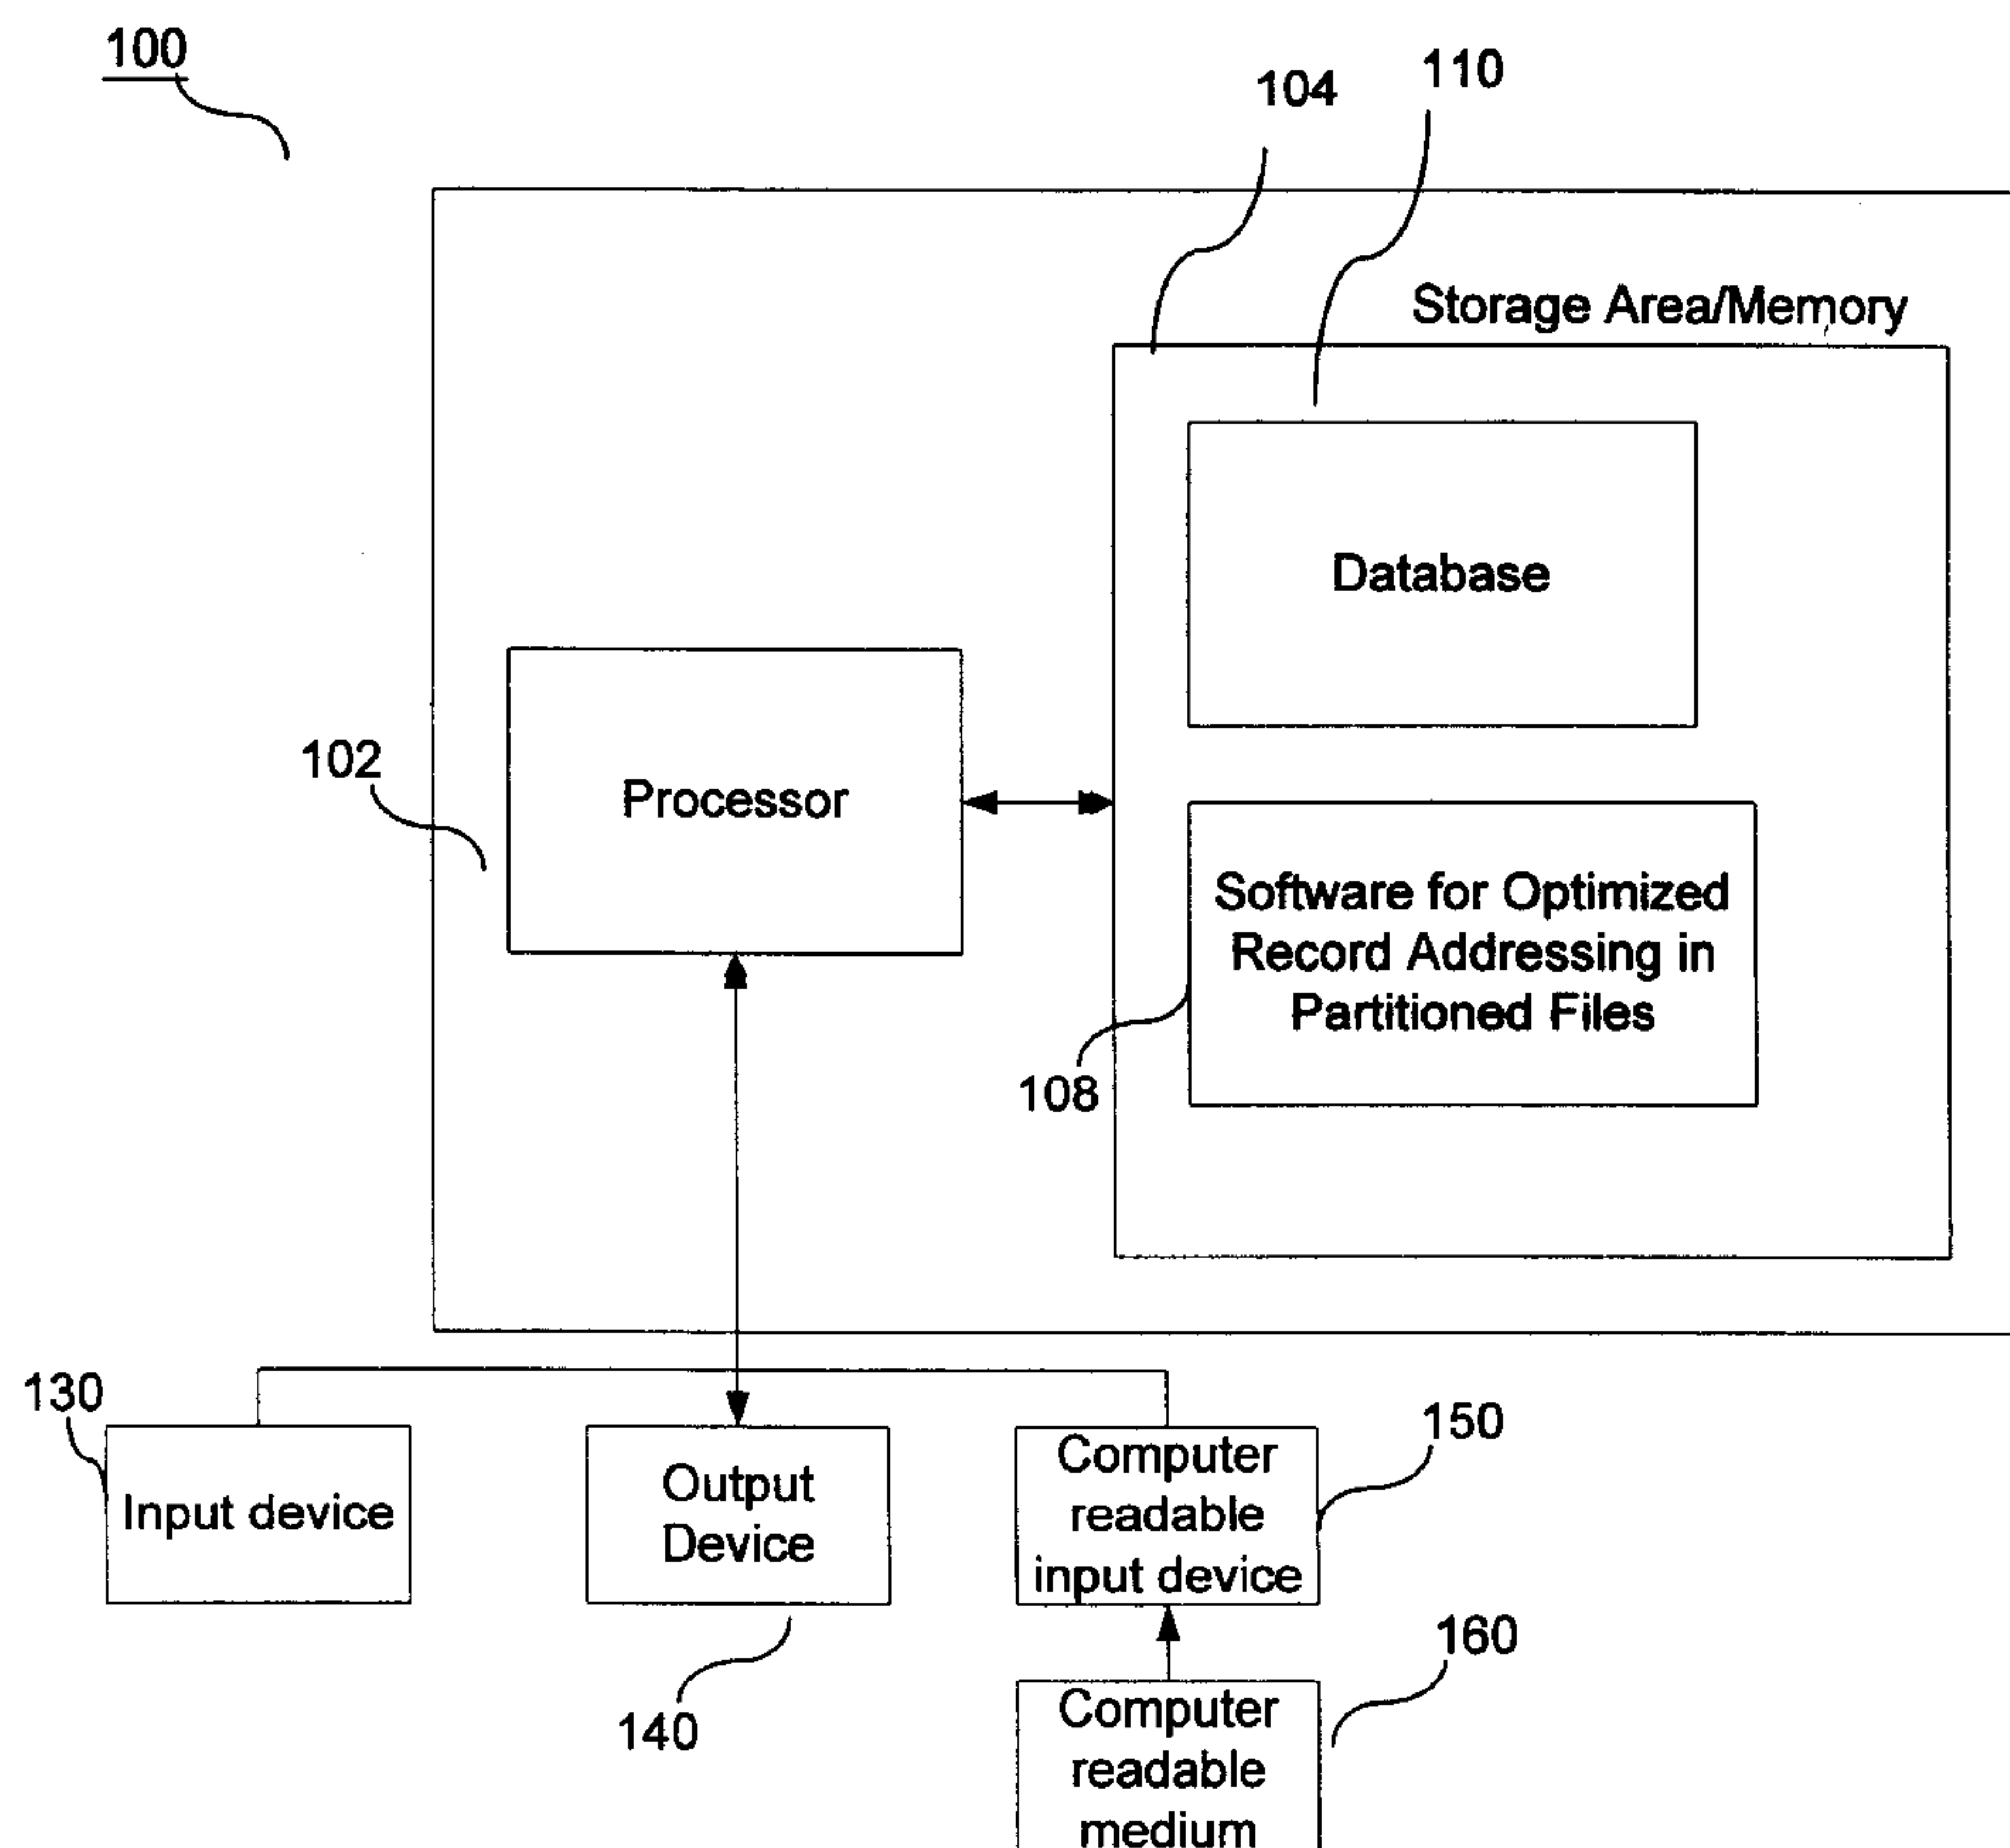 100
104
110
Storage Area/Memory
Database
102
Processor
Software for Optimized
Record Addressing in
Partitioned Files
108
130
Input device
Output
Device
140
Computer
readable
input device
150
160
Computer
readable
medium